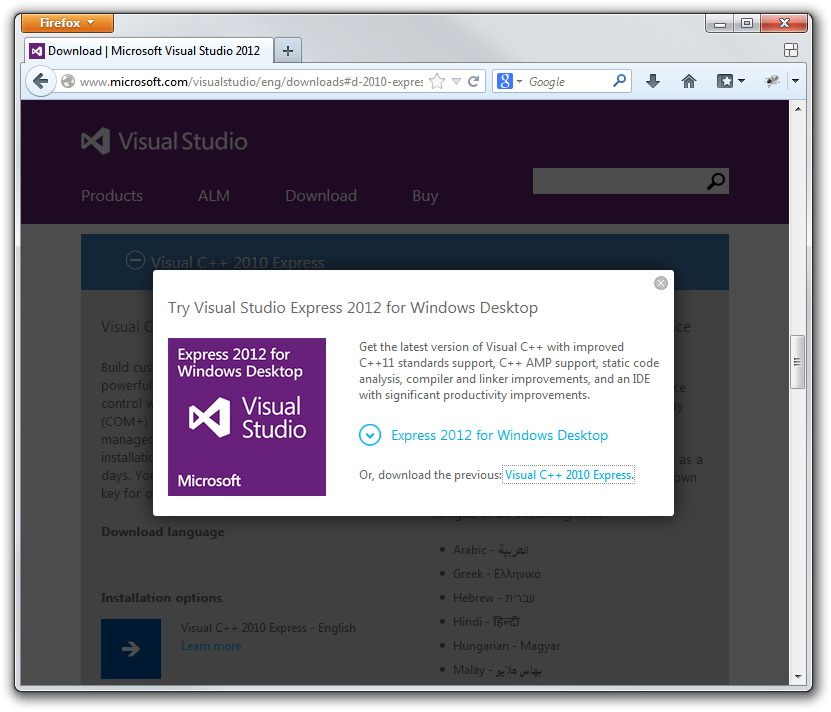 Firefox
Download | Microsoft Visual Studio 2012
www.microsoft.com/visualstudio/eng/downloads#d-2010-expres
Google
Visual Studio
Products ALM Download Buy
Visual C++ 2010 Express
Try Visual Studio Express 2012 for Windows Desktop
Express 2012 for
Windows Desktop
Visual
Studio
Microsoft
Get the latest version of Visual C++ with improved
C++11 standards support, C++ AMP support, static code
analysis, compiler and linker improvements, and an IDE
with significant productivity improvements.
Express 2012 for Windows Desktop
Or, download the previous: Visual C++ 2010 Express.
Visual C
Build cus
powerful
control w
(COM+)
managed
installatio
days. You
key for o
as a
Download language
Installation options
Visual C++ 2010 Express - English
Learn more
Arabic - العربية
Greek - Ελληνικά
Hebrew - עברית
Hindi - हिन्दी
Hungarian - Magyar
Malay - بهاس ملايو